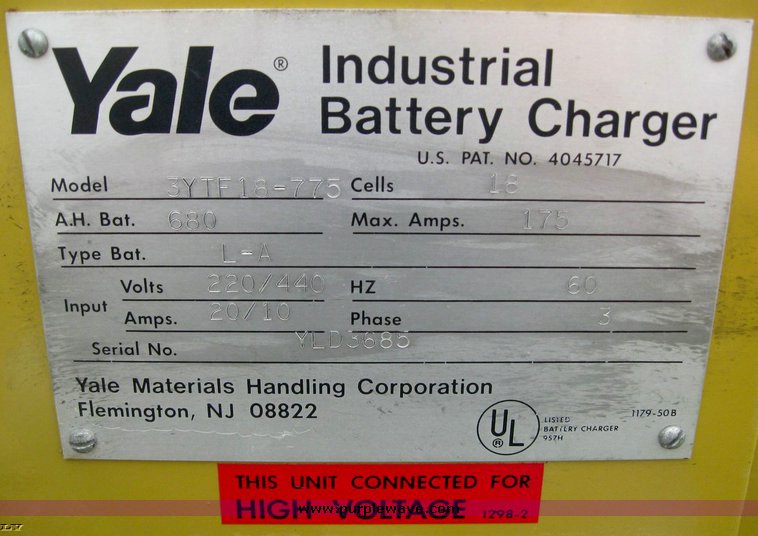 Yale® Industrial
Battery Charger
U.S. PAT. NO. 4045717
Model 3YTF18-775 Cells 18
A.H. Bat. 680 Max. Amps. 175
Type Bat. L-A
Input
Volts 220/440 HZ 60
Amps. 20/10 Phase 3
Serial No. YLD3685
Yale Materials Handling Corporation
Flemington, NJ 08822
UL® LISTED
BATTERY CHARGER
957H
1179-50B
THIS UNIT CONNECTED FOR
HIGH VOLTAGE 1298-2
www.purplewave.com